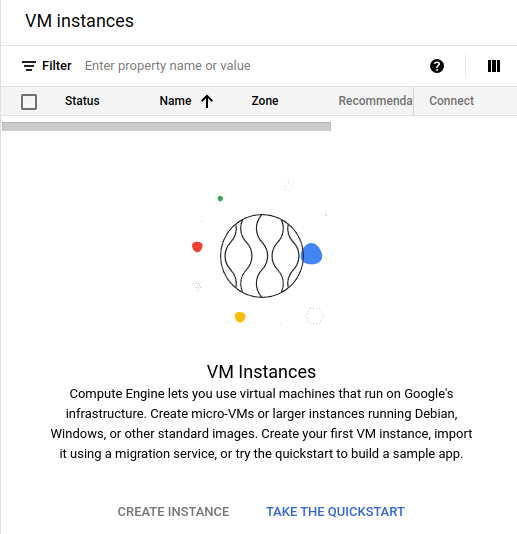 VM instances
Filter Enter property name or value
Status Name Zone Recommenda Connect
VM Instances
Compute Engine lets you use virtual machines that run on Google's
infrastructure. Create micro-VMs or larger instances running Debian,
Windows, or other standard images. Create your first VM instance, import
it using a migration service, or try the quickstart to build a sample app.
CREATE INSTANCE TAKE THE QUICKSTART